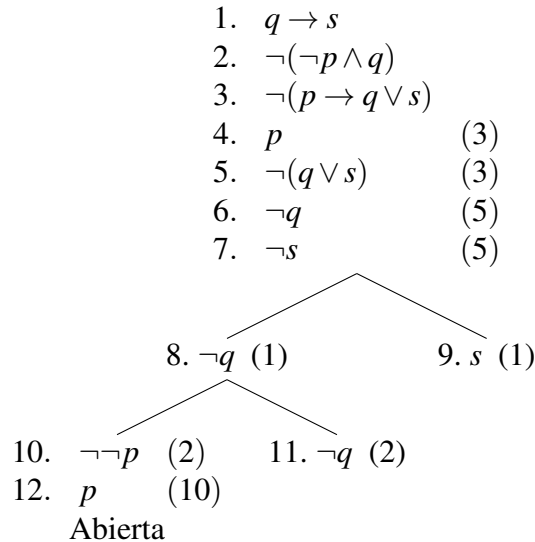 1. q → s
2. ¬(¬p ∧ q)
3. ¬(p → q ∨ s)
4. p (3)
5. ¬(q ∨ s) (3)
6. ¬q (5)
7. ¬s (5)
8. ¬q (1) 9. s (1)
10. ¬¬p (2) 11. ¬q (2)
12. p (10)
Abierta